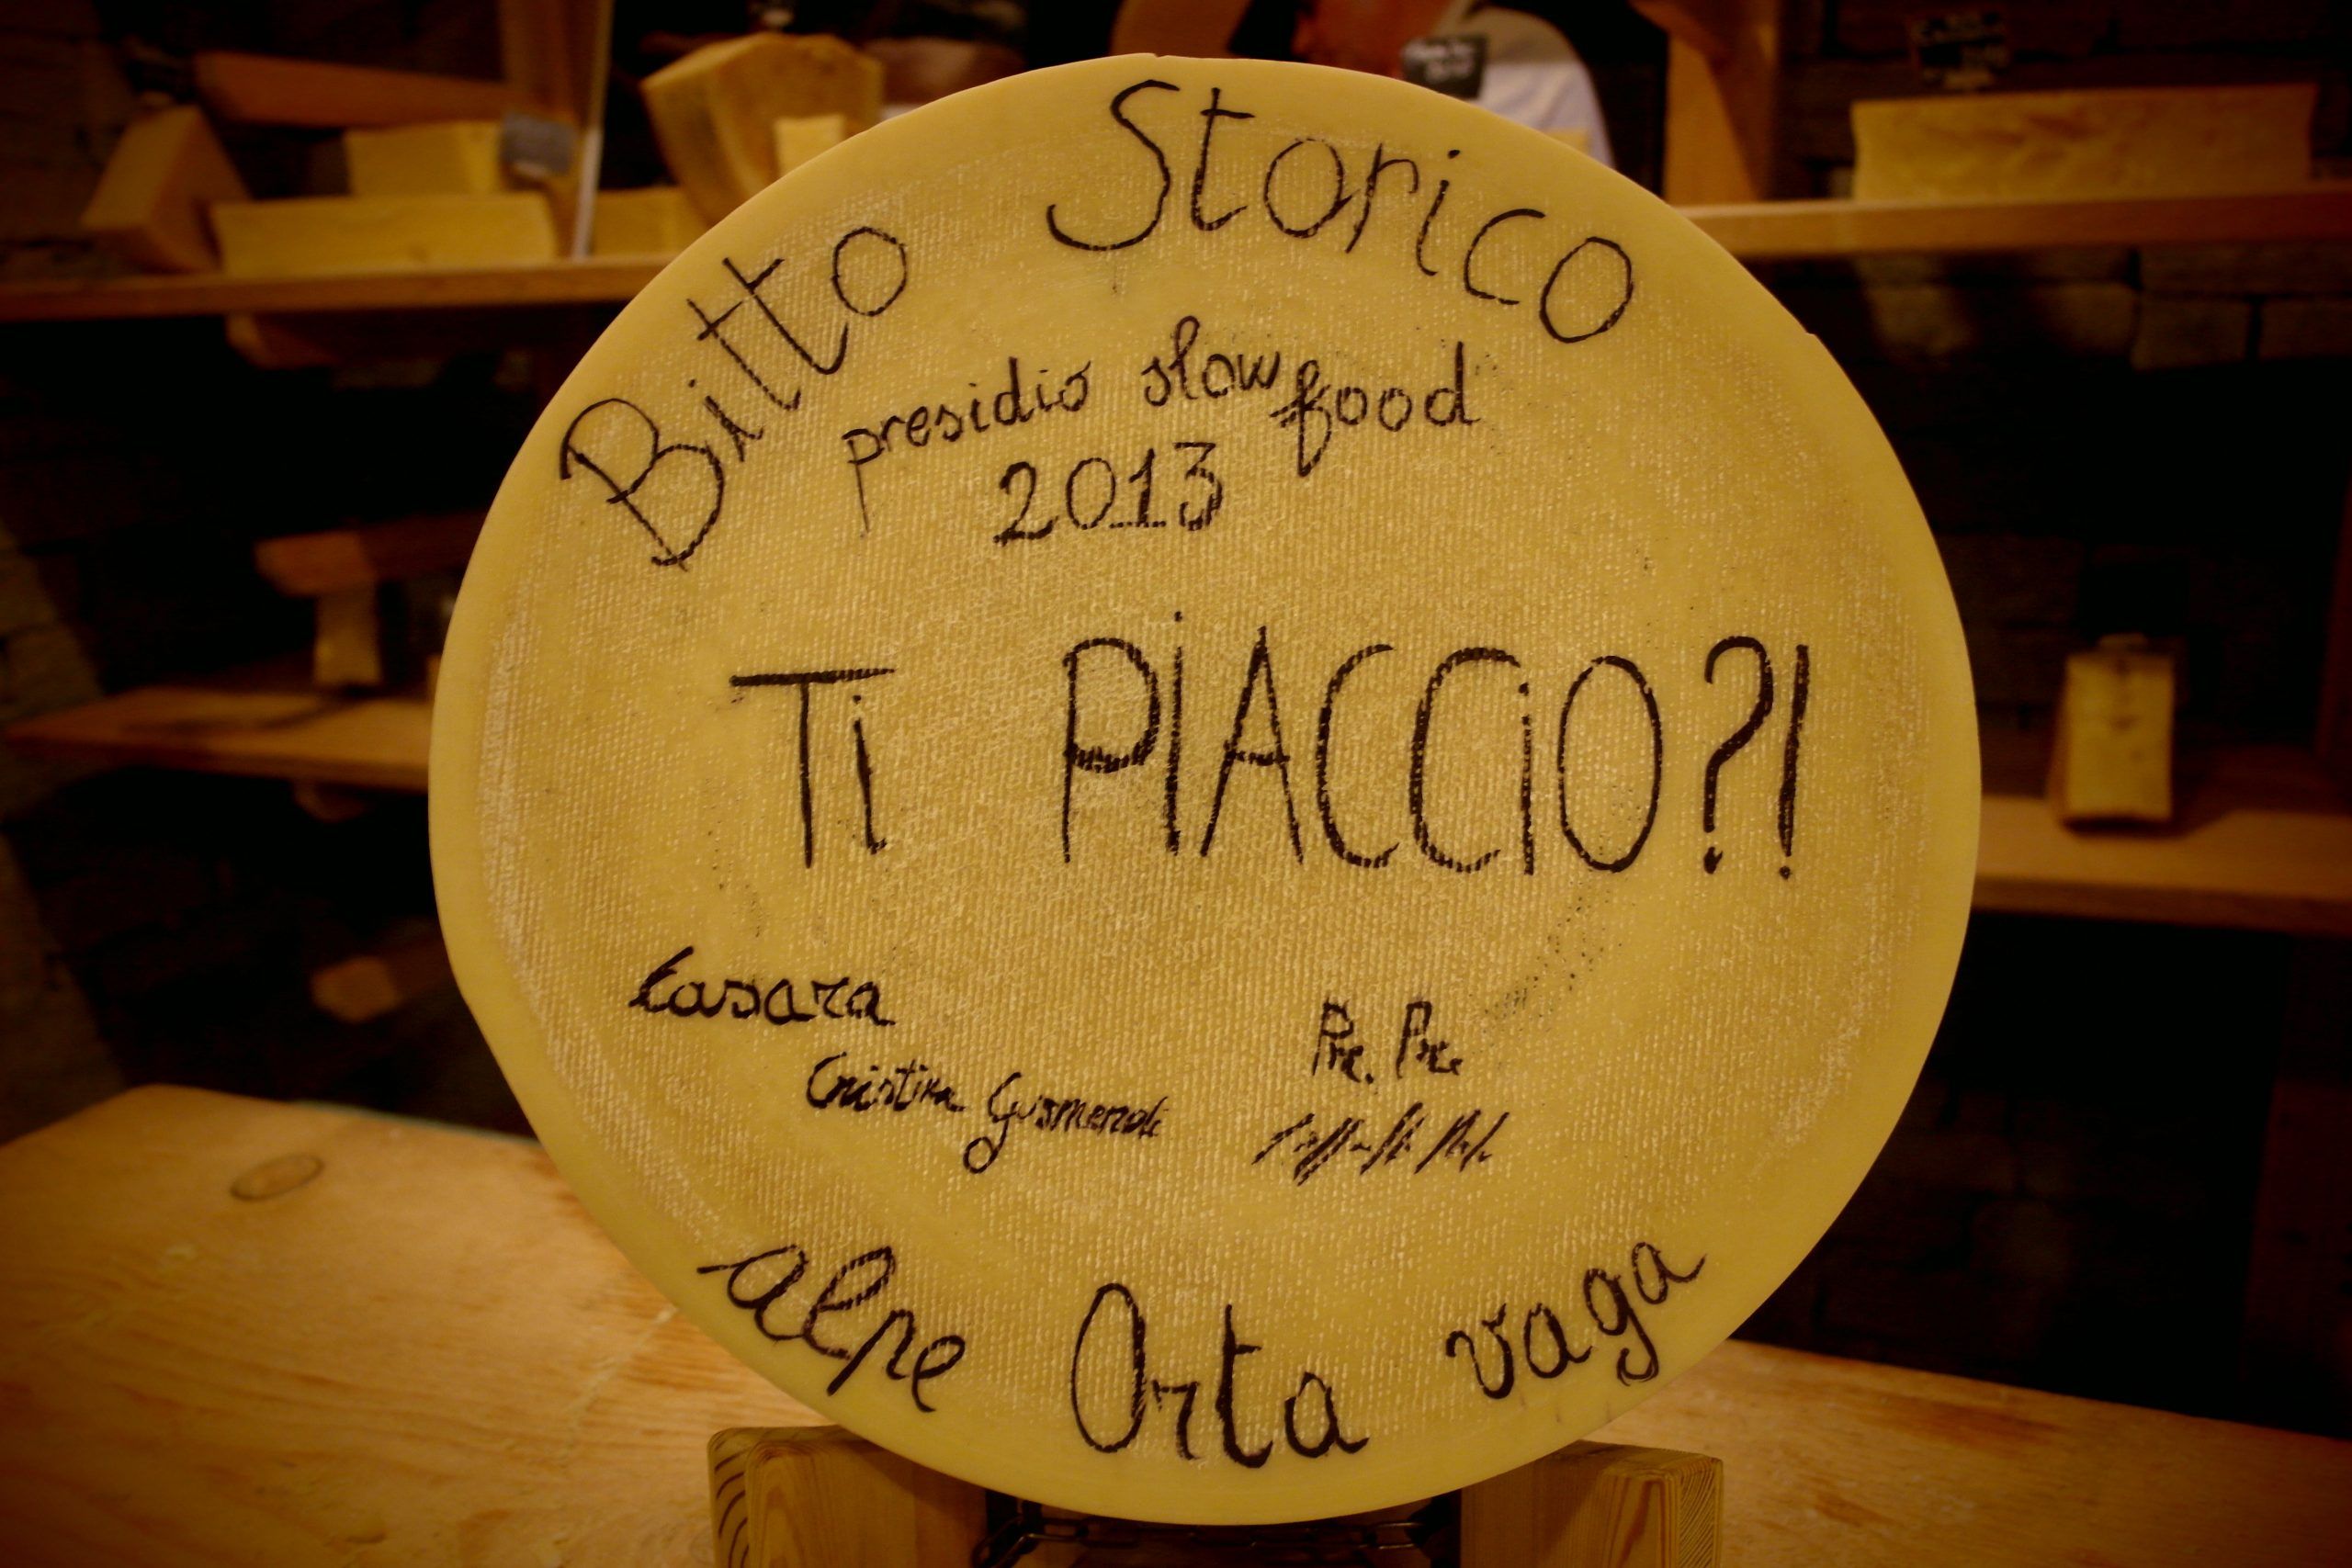 Bitto Storico
presidio slow food
2013
Ti PiACCiO?!
Casara
Cristina Gusmeroli
alpe Orta vaga